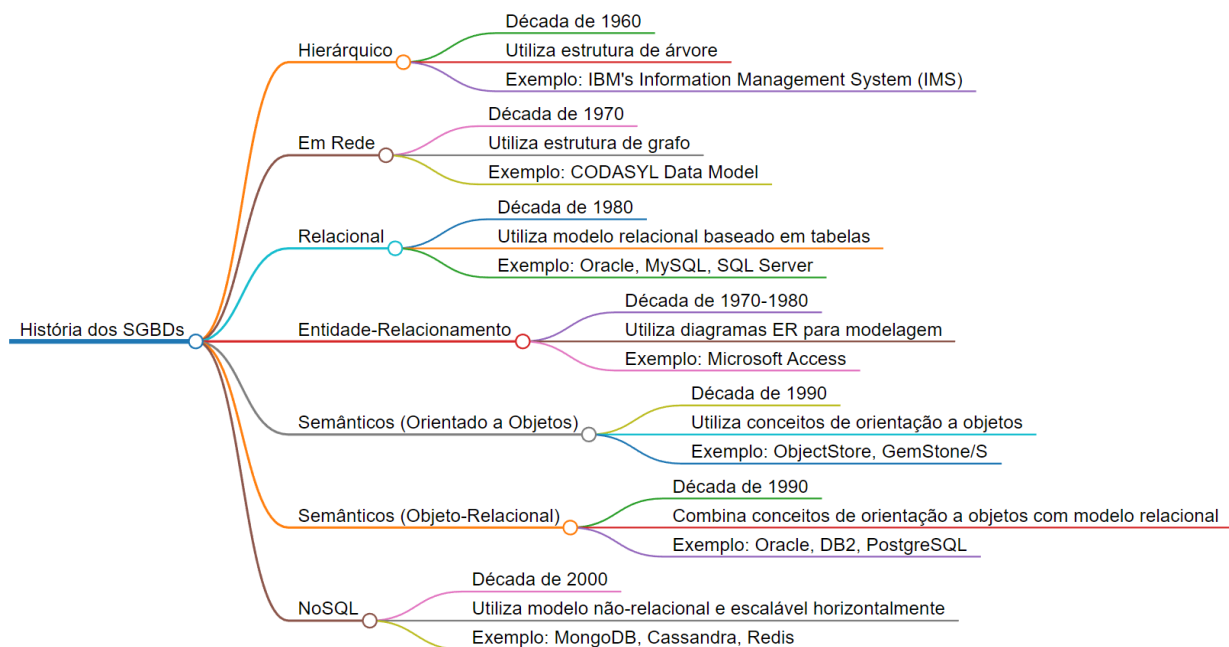 História dos SGBDs
Hierárquico
Década de 1960
Utiliza estrutura de árvore
Exemplo: IBM's Information Management System (IMS)
Em Rede
Década de 1970
Utiliza estrutura de grafo
Exemplo: CODASYL Data Model
Relacional
Década de 1980
Utiliza modelo relacional baseado em tabelas
Exemplo: Oracle, MySQL, SQL Server
Entidade-Relacionamento
Década de 1970-1980
Utiliza diagramas ER para modelagem
Exemplo: Microsoft Access
Semânticos (Orientado a Objetos)
Década de 1990
Utiliza conceitos de orientação a objetos
Exemplo: ObjectStore, GemStone/S
Semânticos (Objeto-Relacional)
Década de 1990
Combina conceitos de orientação a objetos com modelo relacional
Exemplo: Oracle, DB2, PostgreSQL
NoSQL
Década de 2000
Utiliza modelo não-relacional e escalável horizontalmente
Exemplo: MongoDB, Cassandra, Redis